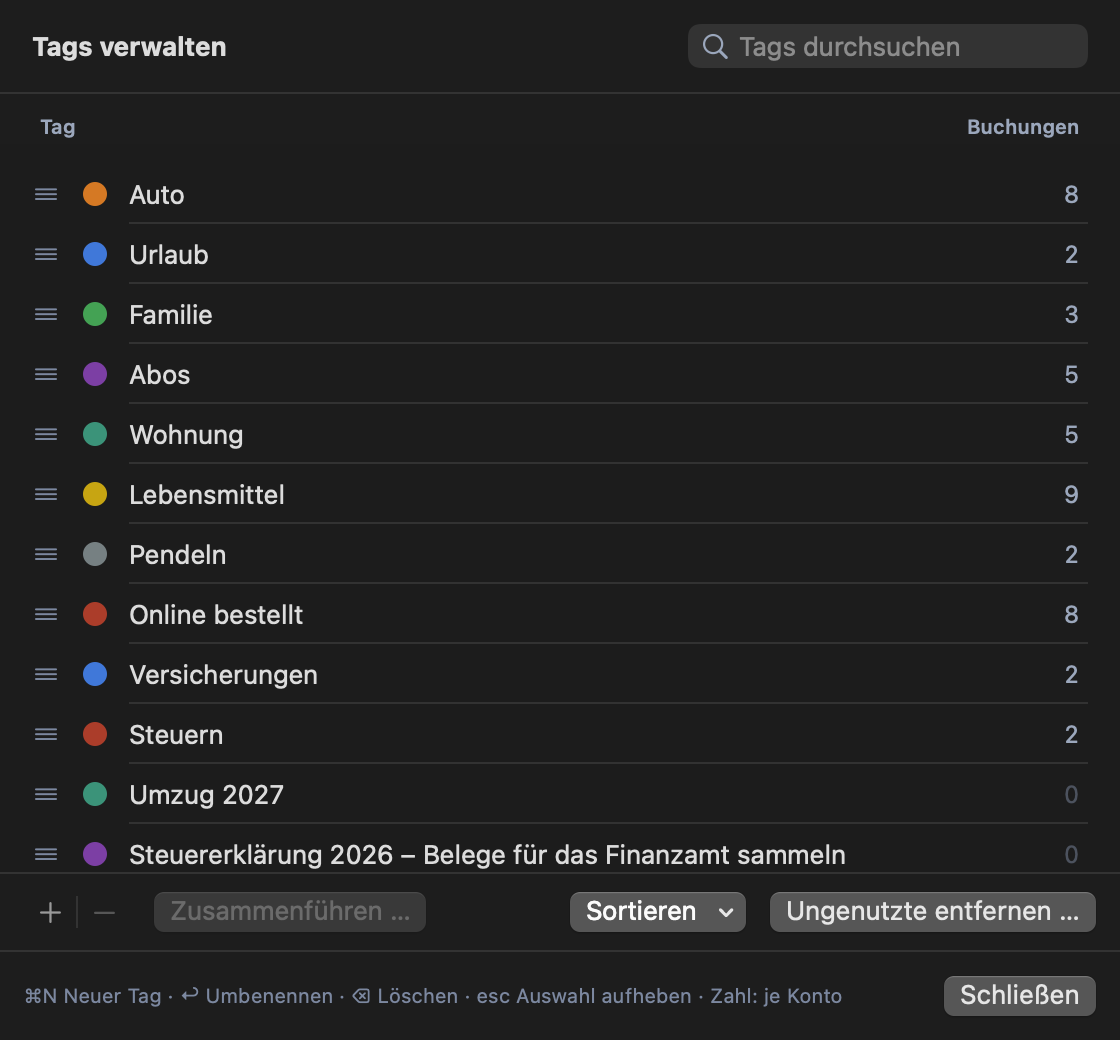 Tags verwalten
Tags durchsuchen
Tag Buchungen
Auto 8
Urlaub 2
Familie 3
Abos 5
Wohnung 5
Lebensmittel 9
Pendeln 2
Online bestellt 8
Versicherungen 2
Steuern 2
Umzug 2027 0
Steuererklärung 2026 – Belege für das Finanzamt sammeln 0
Zusammenführen ... Sortieren Ungenutzte entfernen ...
⌘N Neuer Tag · ↩ Umbenennen · ⌫ Löschen · esc Auswahl aufheben · Zahl: je Konto Schließen